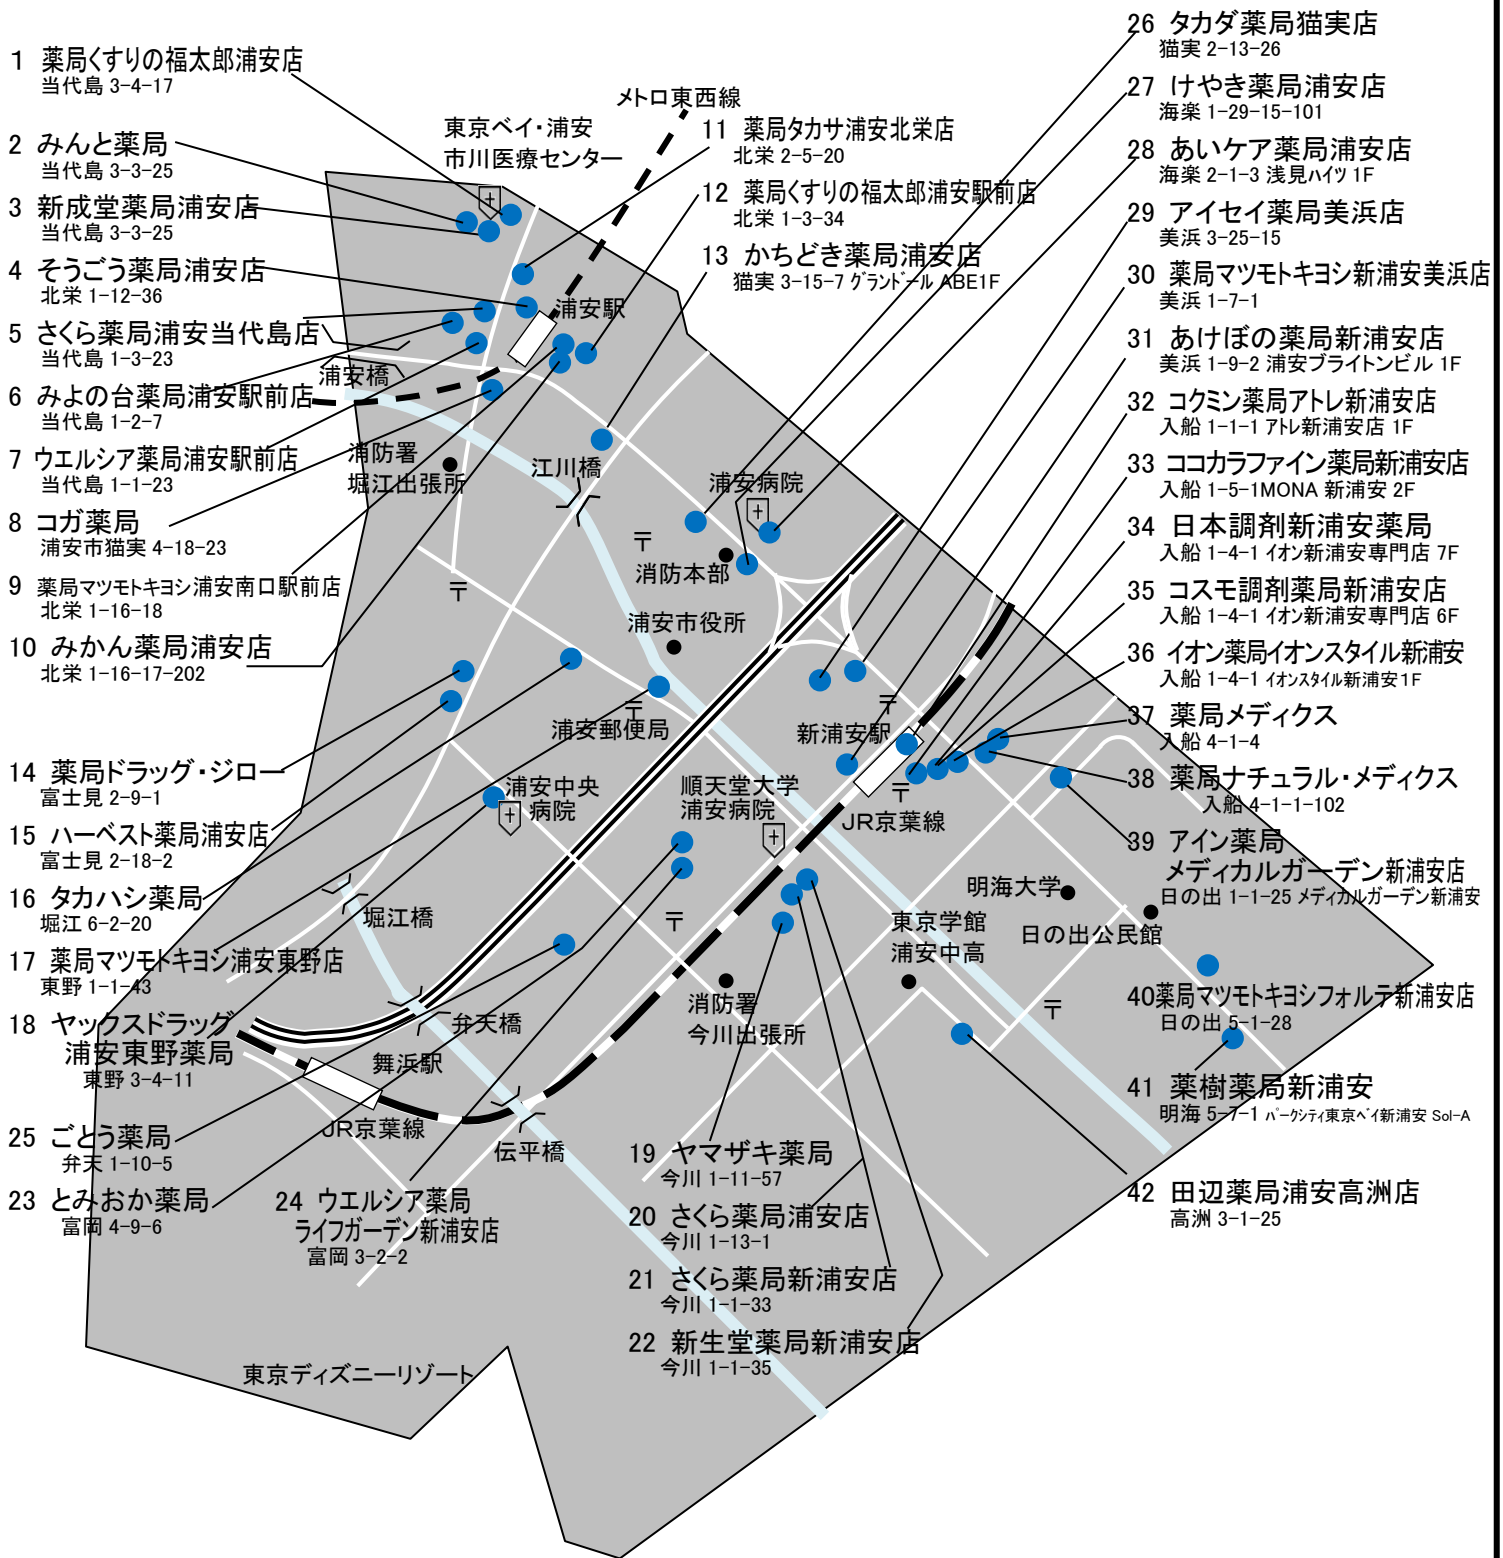 1 薬局くすりの福太郎浦安店
当代島 3-4-17
2 みんと薬局
当代島 3-3-25
3 新成堂薬局浦安店
当代島 3-3-25
4 そうごう薬局浦安店
北栄 1-12-36
5 さくら薬局浦安当代島店
当代島 1-3-23
6 みよの台薬局浦安駅前店
当代島 1-2-7
7 ウエルシア薬局浦安駅前店
当代島 1-1-23
8 コガ薬局
浦安市猫実 4-18-23
9 薬局マツモトキヨシ浦安南口駅前店
北栄 1-16-18
10 みかん薬局浦安店
北栄 1-16-17-202
11 薬局タカサ浦安北栄店
北栄 2-5-20
12 薬局くすりの福太郎浦安駅前店
北栄 1-3-34
13 かちどき薬局浦安店
猫実 3-15-7 グランドール ABE1F
14 薬局ドラッグ・ジロー
富士見 2-9-1
15 ハーベスト薬局浦安店
富士見 2-18-2
16 タカハシ薬局
堀江 6-2-20
17 薬局マツモトキヨシ浦安東野店
東野 1-1-43
18 ヤックスドラッグ
浦安東野薬局
東野 3-4-11
25 ごとう薬局
弁天 1-10-5
23 とみおか薬局
富岡 4-9-6
24 ウエルシア薬局
ライフガーデン新浦安店
富岡 3-2-2
19 ヤマザキ薬局
今川 1-11-57
20 さくら薬局浦安店
今川 1-13-1
21 さくら薬局新浦安店
今川 1-1-33
22 新生堂薬局新浦安店
今川 1-1-35
26 タカダ薬局猫実店
猫実 2-13-26
27 けやき薬局浦安店
海楽 1-29-15-101
28 あいケア薬局浦安店
海楽 2-1-3 浅見ハイツ 1F
29 アイセイ薬局美浜店
美浜 3-25-15
30 薬局マツモトキヨシ新浦安美浜店
美浜 1-7-1
31 あけぼの薬局新浦安店
美浜 1-9-2 浦安ブライトンビル 1F
32 コクミン薬局アトレ新浦安店
入船 1-1-1 アトレ新浦安店 1F
33 ココカラファイン薬局新浦安店
入船 1-5-1MONA 新浦安 2F
34 日本調剤新浦安薬局
入船 1-4-1 イオン新浦安専門店 7F
35 コスモ調剤薬局新浦安店
入船 1-4-1 イオン新浦安専門店 6F
36 イオン薬局イオンスタイル新浦安
入船 1-4-1 イオンスタイル新浦安1F
37 薬局メディクス
入船 4-1-4
38 薬局ナチュラル・メディクス
入船 4-1-1-102
39 アイン薬局
メディカルガーデン新浦安店
日の出 1-1-25 メディカルガーデン新浦安
40薬局マツモトキヨシフォルテ新浦安店
日の出 5-1-28
41 薬樹薬局新浦安
明海 5-7-1 パークシティ東京ベイ新浦安 Sol-A
42 田辺薬局浦安高洲店
高洲 3-1-25
メトロ東西線
東京ベイ・浦安
市川医療センター
浦安駅
浦安橋
消防署
堀江出張所
江川橋
浦安病院
〒
消防本部
〒
浦安市役所
〒
浦安郵便局
〒
新浦安駅
〒
JR京葉線
浦安中央
病院
順天堂大学
浦安病院
〒
明海大学
日の出公民館
東京学館
浦安中高
〒
堀江橋
弁天橋
舞浜駅
JR京葉線
伝平橋
消防署
今川出張所
東京ディズニーリゾート